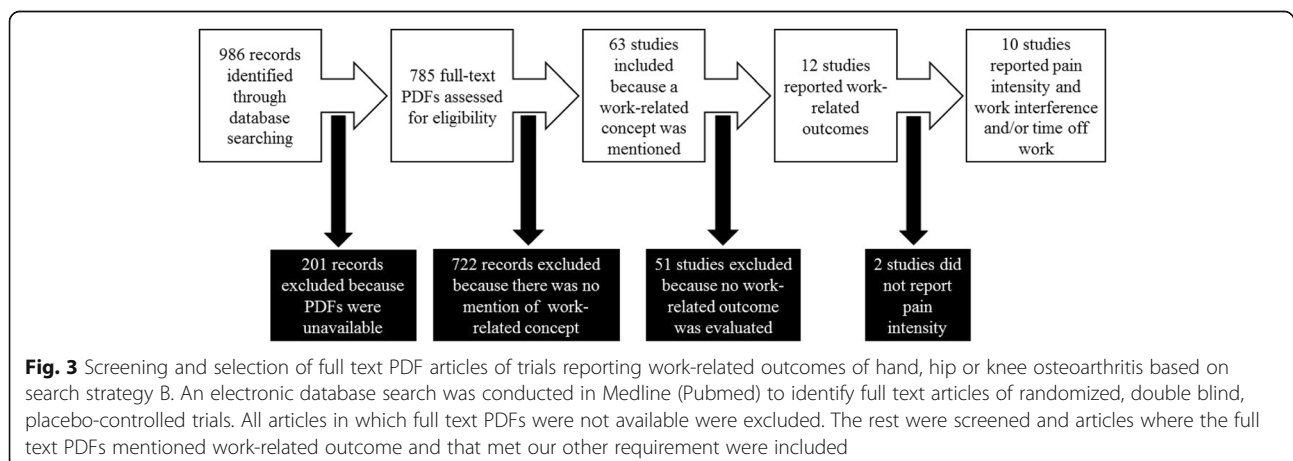 986 records
identified
through
database
searching
785 full-text
PDFs assessed
for eligibility
63 studies
included
because a
work-related
concept was
mentioned
12 studies
reported work-
related
outcomes
10 studies
reported pain
intensity and
work interference
and/or time off
work
201 records
excluded because
PDFs were
unavailable
722 records excluded
because there was no
mention of work-
related concept
51 studies excluded
because no work-
related outcome
was evaluated
2 studies did
not report
pain
intensity
Fig. 3 Screening and selection of full text PDF articles of trials reporting work-related outcomes of hand, hip or knee osteoarthritis based on
search strategy B. An electronic database search was conducted in Medline (Pubmed) to identify full text articles of randomized, double blind,
placebo-controlled trials. All articles in which full text PDFs were not available were excluded. The rest were screened and articles where the full
text PDFs mentioned work-related outcome and that met our other requirement were included